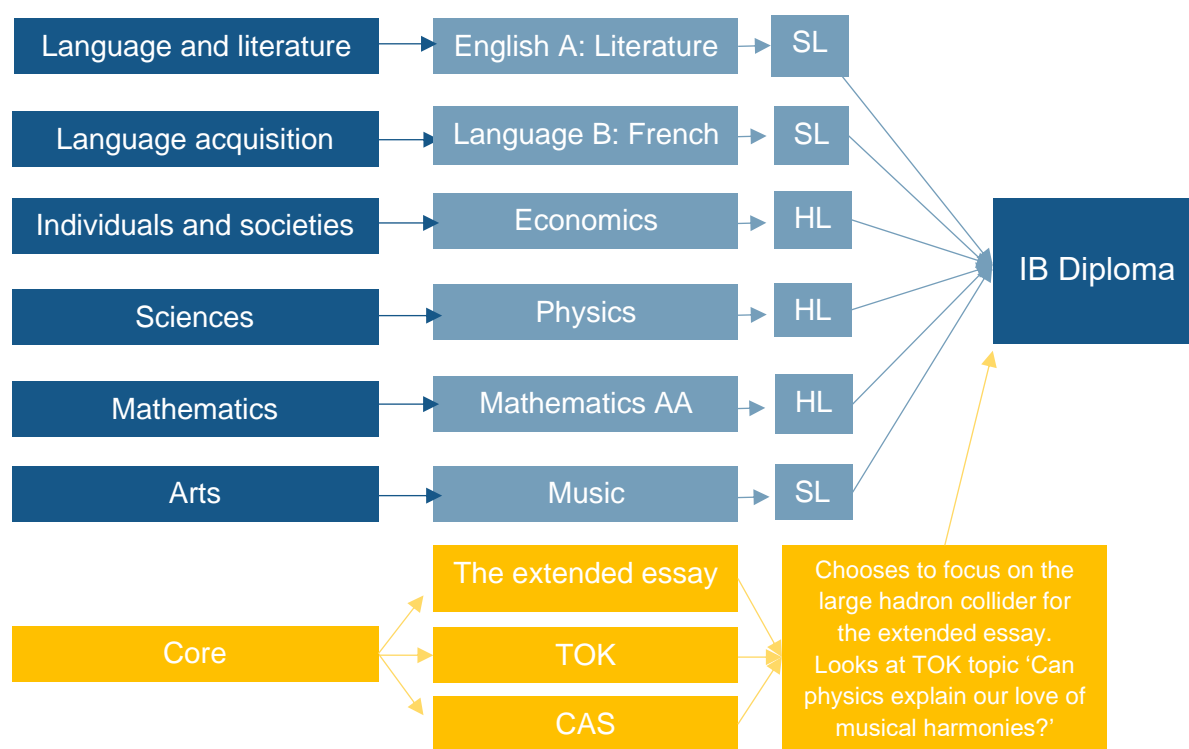 Language and literature
English A: Literature
SL
Language acquisition
Language B: French
SL
Individuals and societies
Economics
HL
IB Diploma
Sciences
Physics
HL
Mathematics
Mathematics AA
HL
Arts
Music
SL
Core
The extended essay
TOK
CAS
Chooses to focus on the
large hadron collider for
the extended essay.
Looks at TOK topic ‘Can
physics explain our love of
musical harmonies?’